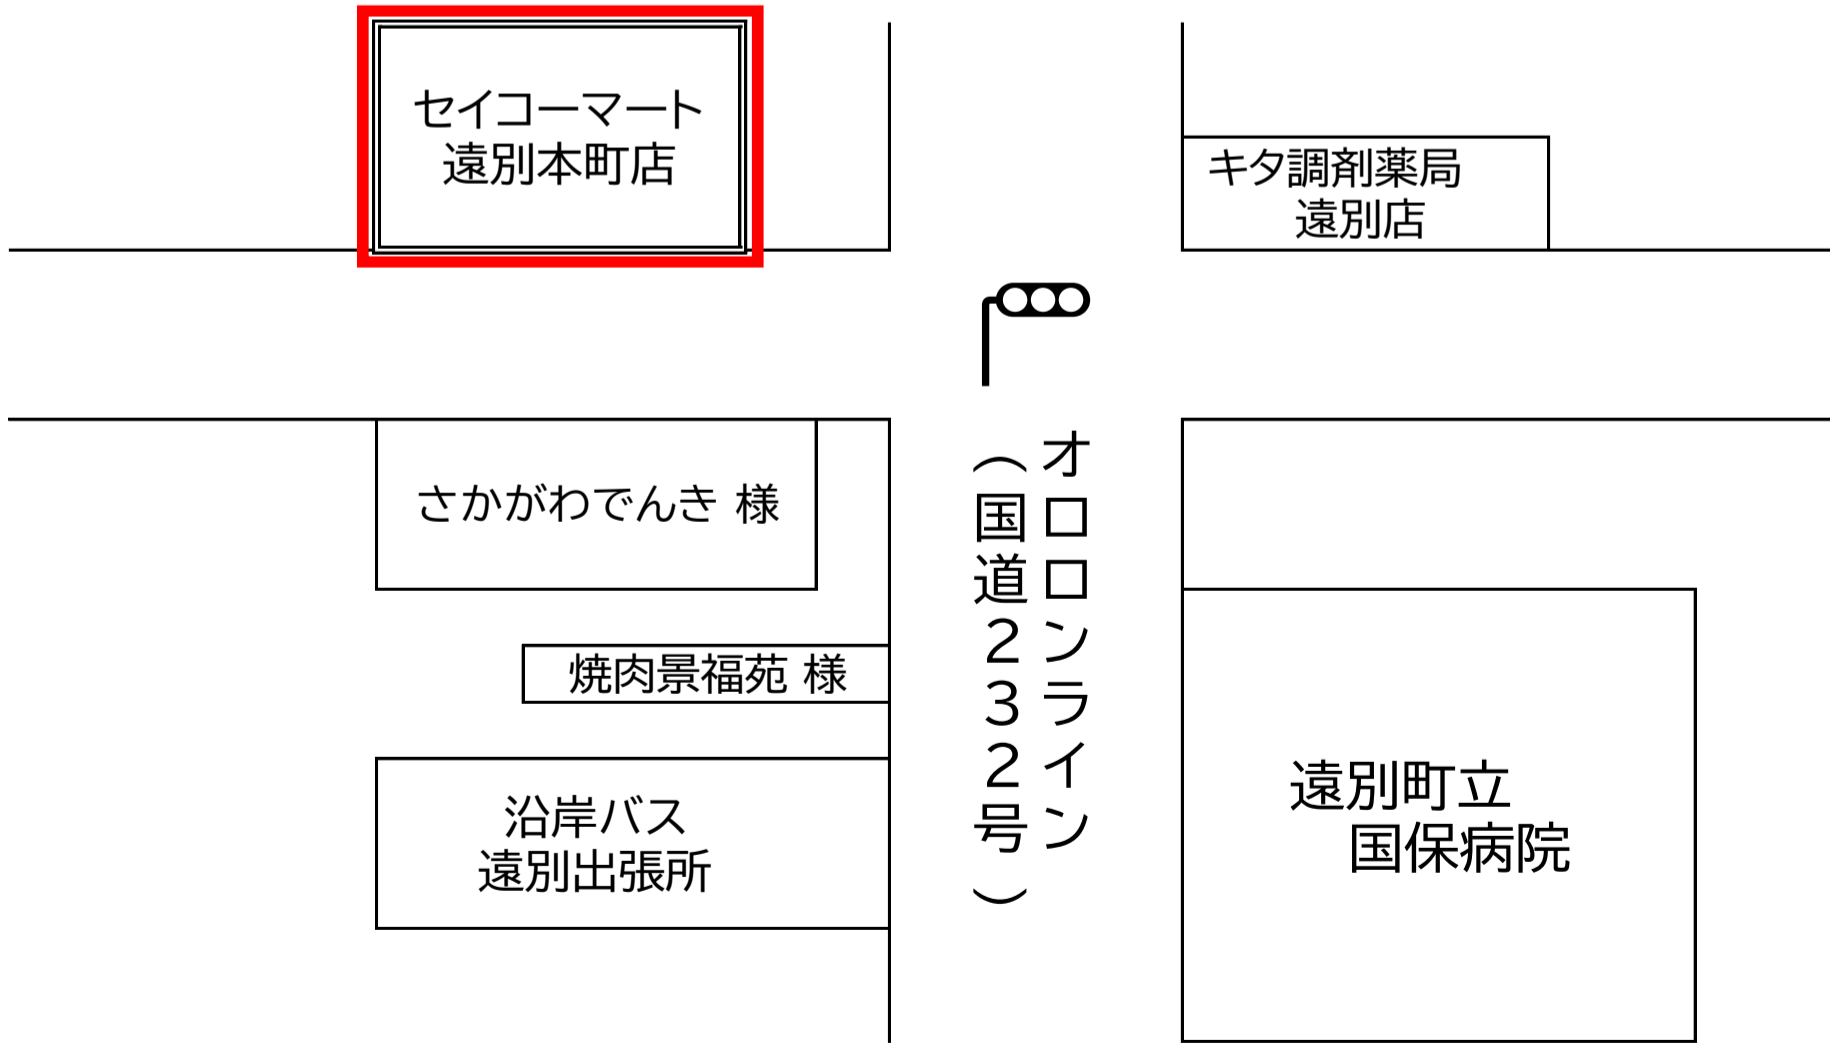 セイコーマート
遠別本町店
キタ調剤薬局
遠別店
オロロンライン
（国道２３２号）
さかがわでんき 様
焼肉景福苑 様
沿岸バス
遠別出張所
遠別町立
国保病院